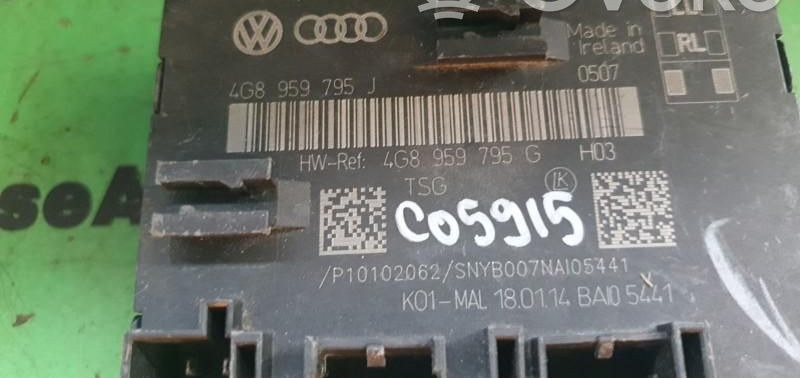 Made in
Ireland
RL
4G8 959 795 J
0507
HW-Ref: 4G8 959 795 G H03
TSG
LK
C05915
/P10102062/SNYB007NAI05441
K01-MAL 18.01.14 BAI0 5441